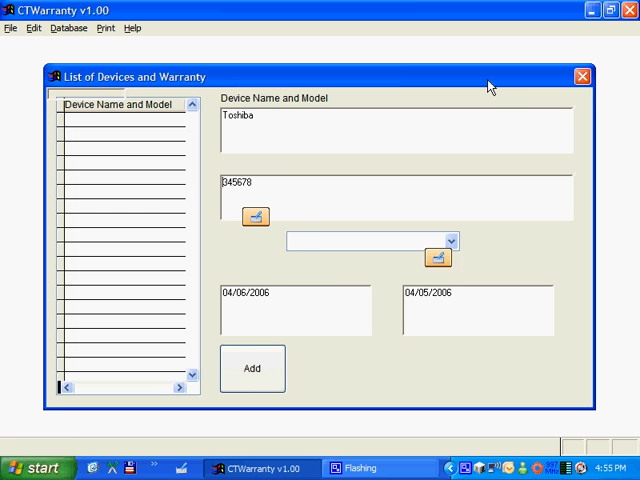 CTWarranty v1.00
File Edit Database Print Help
List of Devices and Warranty
Device Name and Model
Device Name and Model
Toshiba
345678
04/06/2006
04/05/2006
Add
start
CTWarranty v1.00
Flashing
997 MHz
4:55 PM